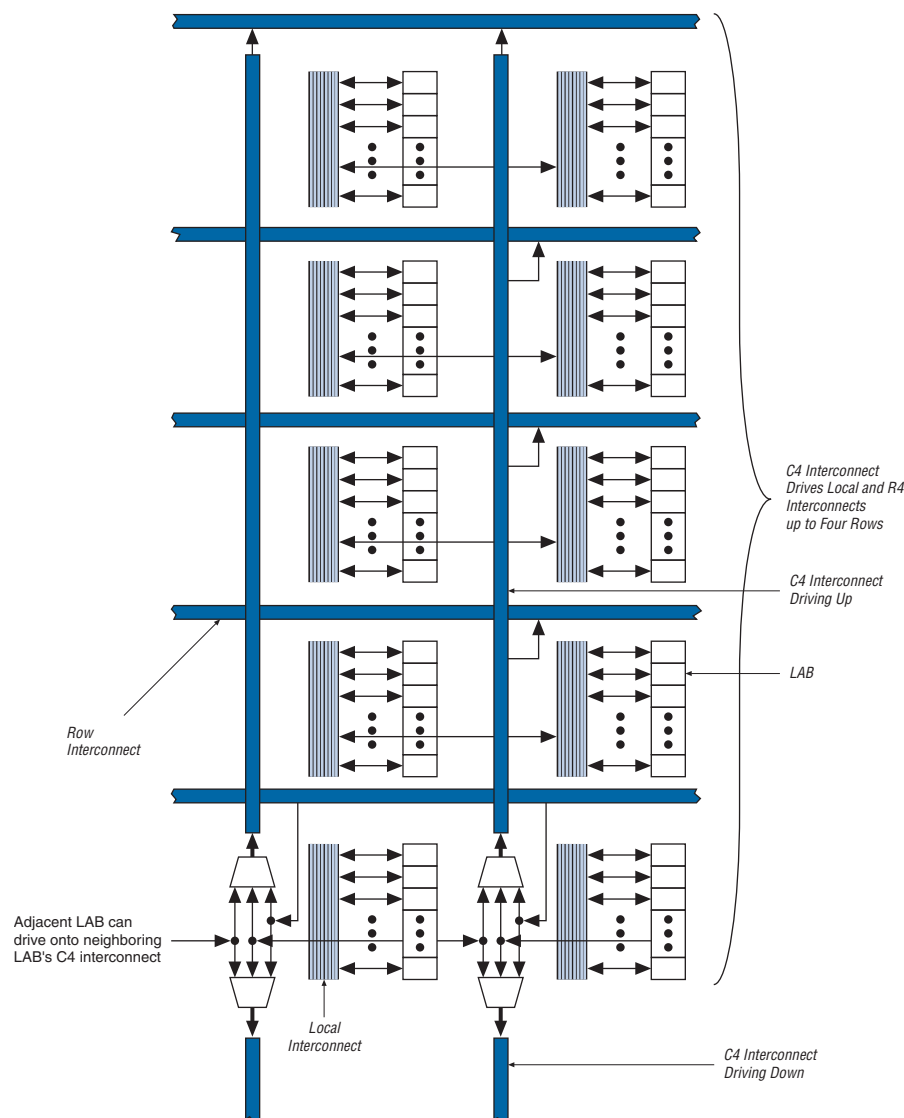 C4 Interconnect
Drives Local and R4
Interconnects
up to Four Rows
C4 Interconnect
Driving Up
LAB
Row
Interconnect
Adjacent LAB can
drive onto neighboring
LAB's C4 interconnect
Local
Interconnect
C4 Interconnect
Driving Down